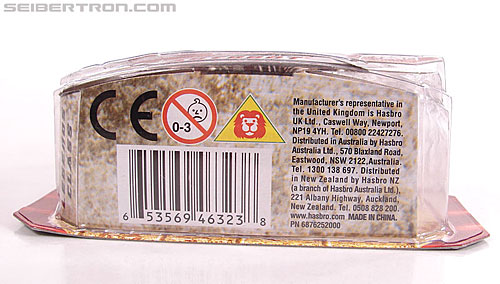 SEIBERTRON.COM
CE
0-3
Manufacturer's representative in
the United Kingdom is Hasbro
UK Ltd., Caswell Way, Newport,
NP19 4YH. Tel. 00800 22427276.
Distributed in Australia by Hasbro
Australia Ltd., 570 Blaxland Road,
Eastwood, NSW 2122,Australia.
Tel. 1300 138 697. Distributed
in New Zealand by Hasbro NZ
(a branch of Hasbro Australia Ltd.),
221 Albany Highway, Auckland,
New Zealand. Tel. 0508 828 200.
www.hasbro.com MADE IN CHINA.
PN 6876252000
6 53569 46323 8